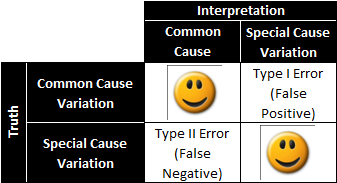 Interpretation
Common
Cause
Special Cause
Variation
Truth
Common Cause
Variation
Type I Error
(False
Positive)
Special Cause
Variation
Type II Error
(False
Negative)